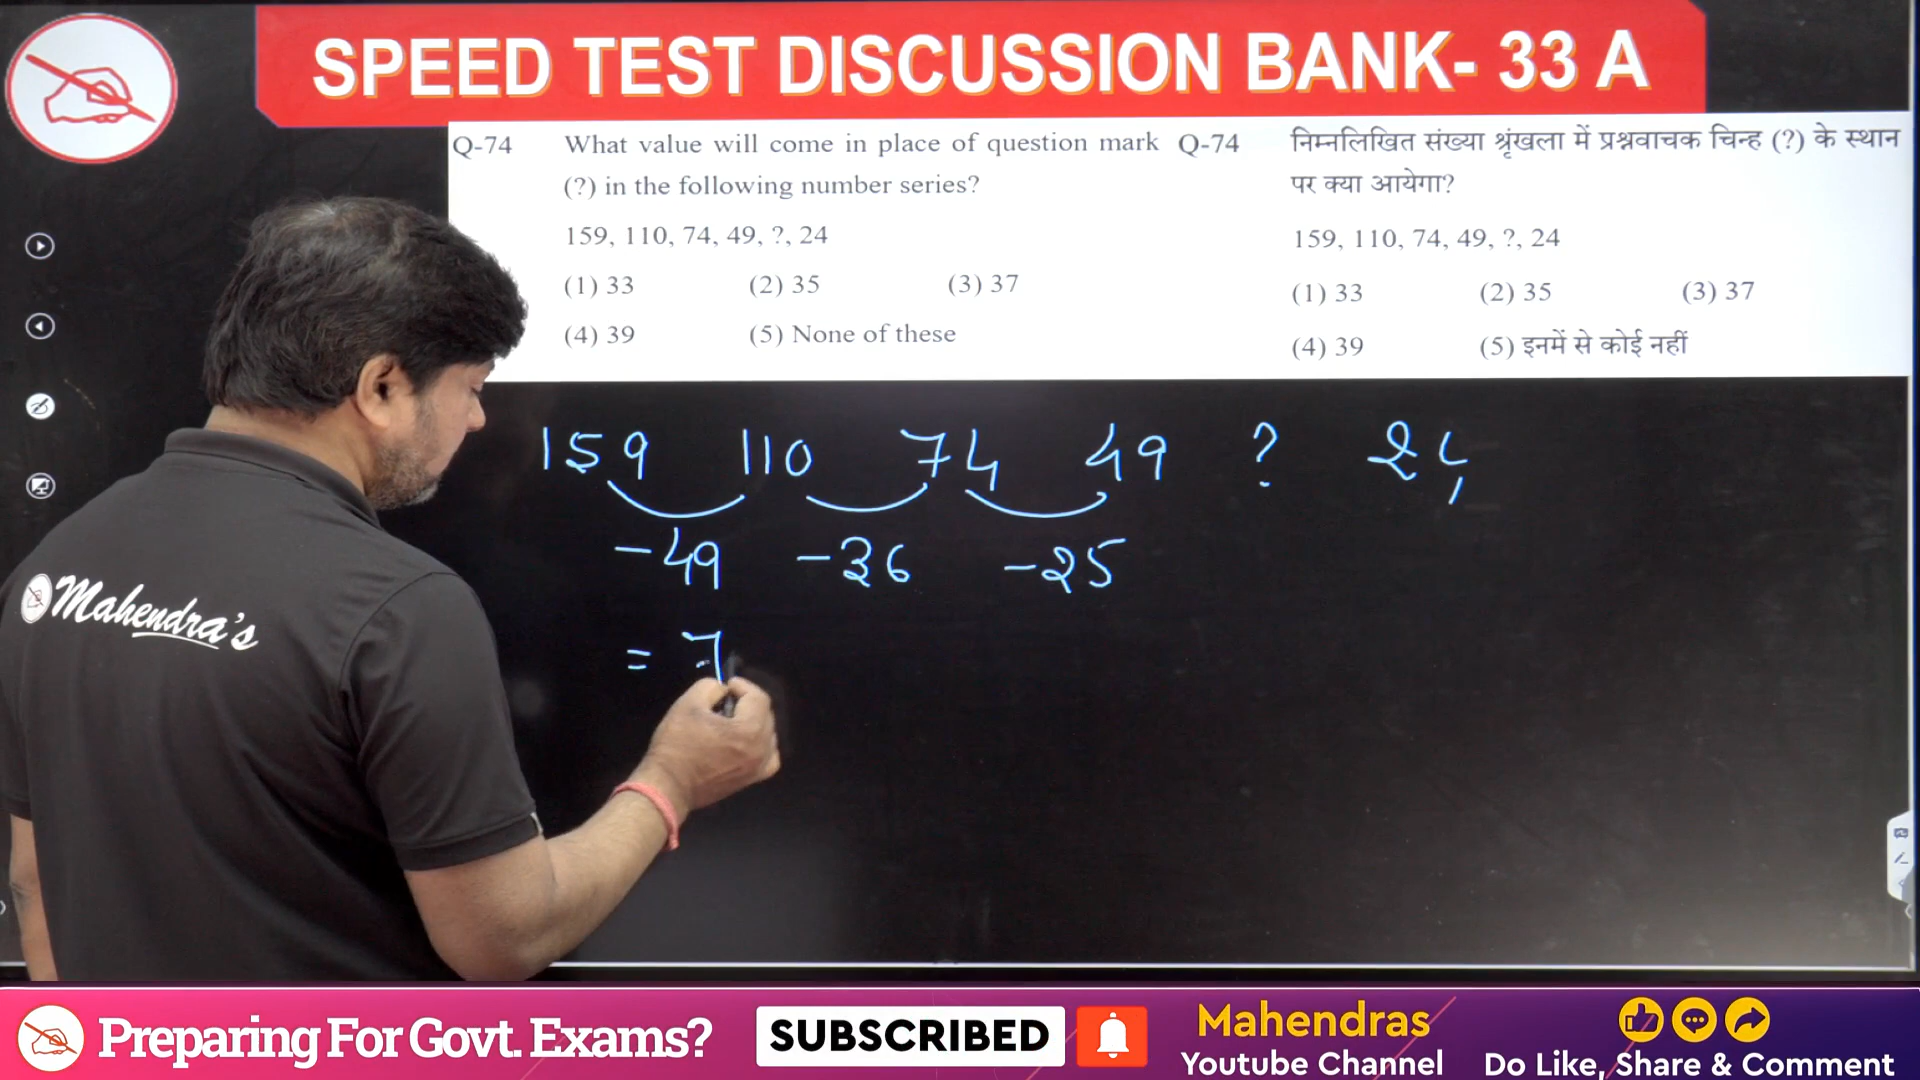 SPEED TEST DISCUSSION BANK- 33 A
Q-74 What value will come in place of question mark
(?) in the following number series?
159, 110, 74, 49, ?, 24
(1) 33 (2) 35 (3) 37
(4) 39 (5) None of these
Q-74 निम्नलिखित संख्या श्रृंखला में प्रश्नवाचक चिन्ह (?) के स्थान
पर क्या आयेगा?
159, 110, 74, 49, ?, 24
(1) 33 (2) 35 (3) 37
(4) 39 (5) इनमें से कोई नहीं
159 110 74 49 ? 24
-49 -36 -25
= 7
Mahendra's
Preparing For Govt. Exams?
SUBSCRIBED
Mahendras
Youtube Channel
Do Like, Share & Comment